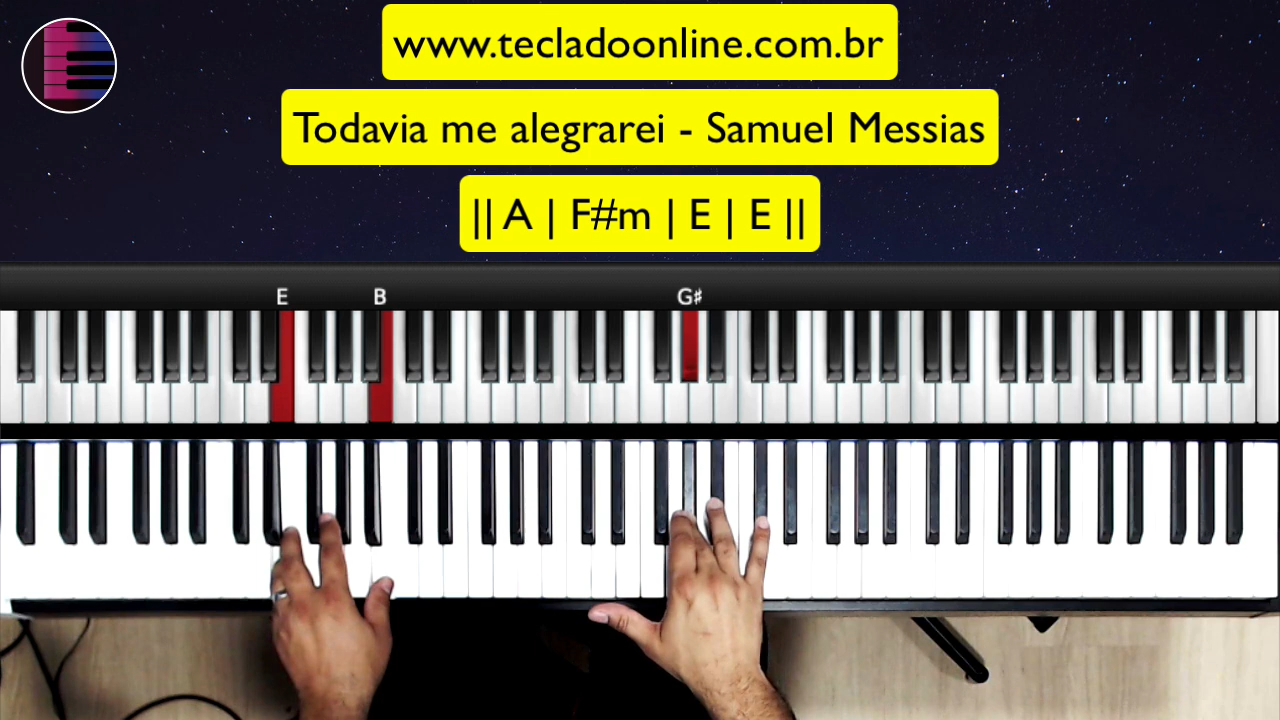 www.tecladoonline.com.br
Todavia me alegrarei - Samuel Messias
|| A | F#m | E | E ||
E B G♯